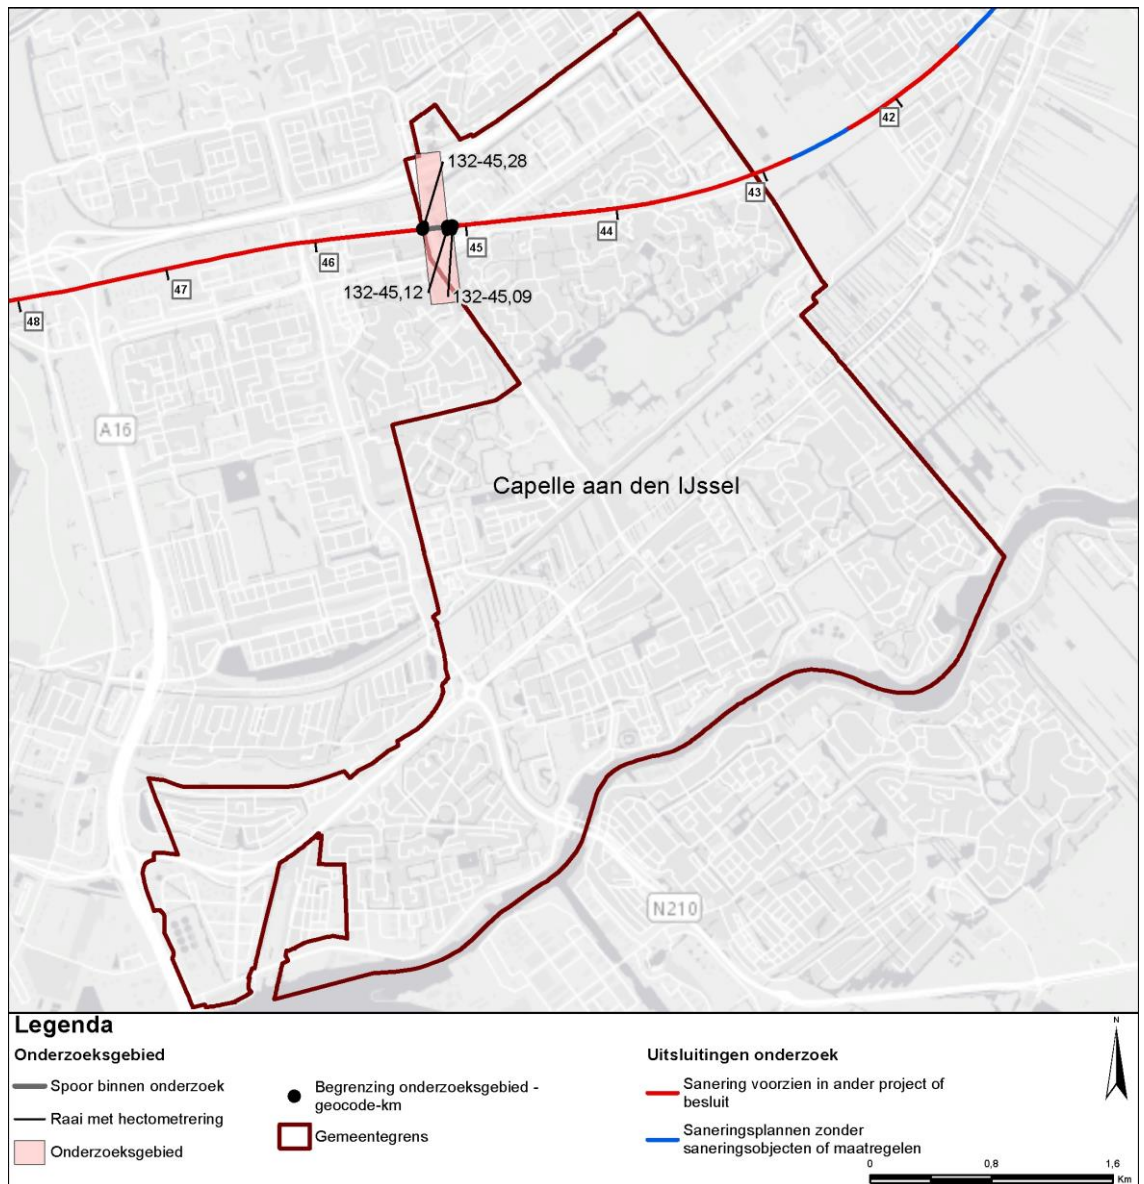 42
132-45,28
43
44
45
46
47
48
132-45,12
132-45,09
A16
Capelle aan den IJssel
N210
Legenda
N
Onderzoeksgebied
Spoor binnen onderzoek
Raai met hectometrering
Onderzoeksgebied
Begrenzing onderzoeksgebied -
geocode-km
Gemeentegrens
Uitsluitingen onderzoek
Sanering voorzien in ander project of
besluit
Saneringsplannen zonder
saneringsobjecten of maatregelen
0 0,8 1,6
Km